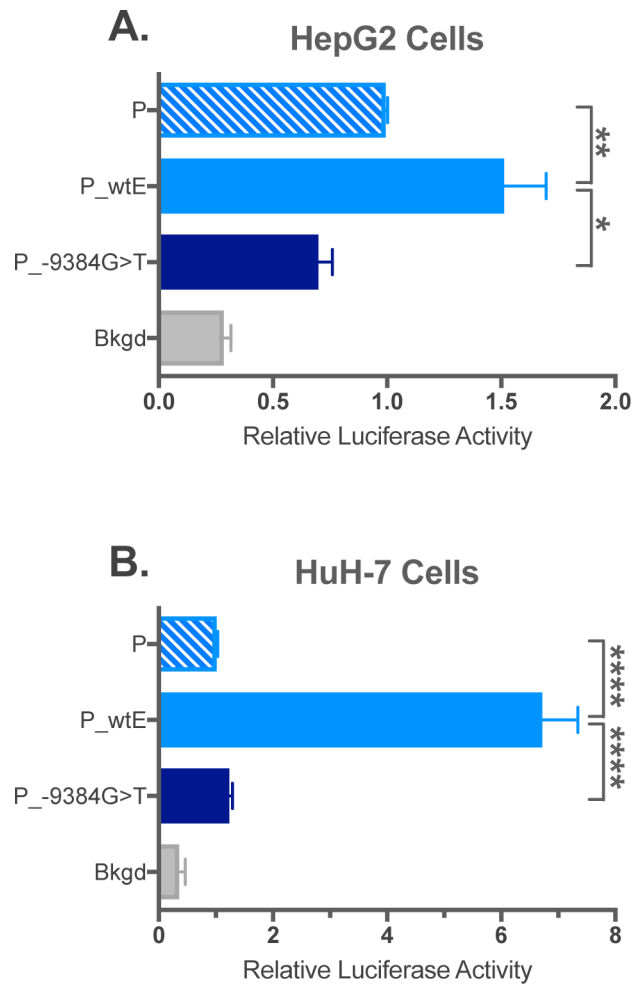 A.
HepG2 Cells
P
P_wtE
P_-9384G>T
Bkgd
**
*
0.0 0.5 1.0 1.5 2.0
Relative Luciferase Activity
B.
HuH-7 Cells
P
P_wtE
P_-9384G>T
Bkgd
****
****
0 2 4 6 8
Relative Luciferase Activity